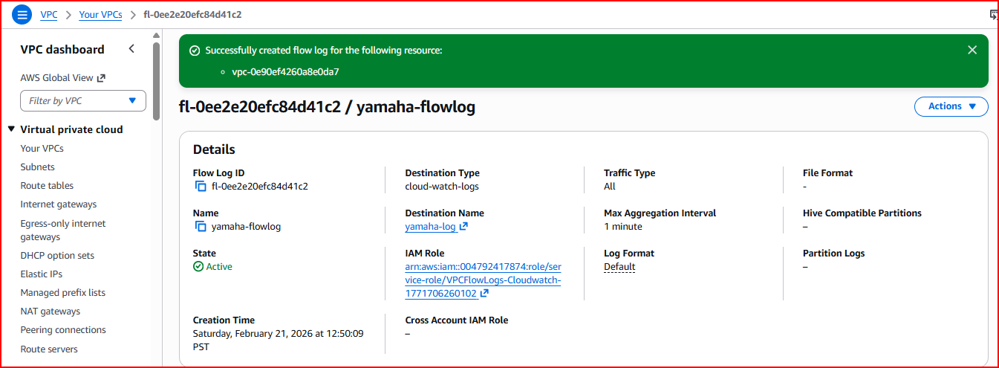 VPC > Your VPCs > fl-0ee2e20efc84d41c2
VPC dashboard
AWS Global View
Filter by VPC
Virtual private cloud
Your VPCs
Subnets
Route tables
Internet gateways
Egress-only internet
gateways
DHCP option sets
Elastic IPs
Managed prefix lists
NAT gateways
Peering connections
Route servers
Successfully created flow log for the following resource:
vpc-0e90ef4260a8e0da7
fl-0ee2e20efc84d41c2 / yamaha-flowlog
Actions
Details
Flow Log ID
fl-0ee2e20efc84d41c2
Destination Type
cloud-watch-logs
Traffic Type
All
File Format
-
Name
yamaha-flowlog
Destination Name
yamaha-log
Max Aggregation Interval
1 minute
Hive Compatible Partitions
–
State
Active
IAM Role
arn:aws:iam::004792417874:role/ser
vice-role/VPCFlowLogs-Cloudwatch-
1771706260102
Log Format
Default
Partition Logs
–
Creation Time
Saturday, February 21, 2026 at 12:50:09
PST
Cross Account IAM Role
–